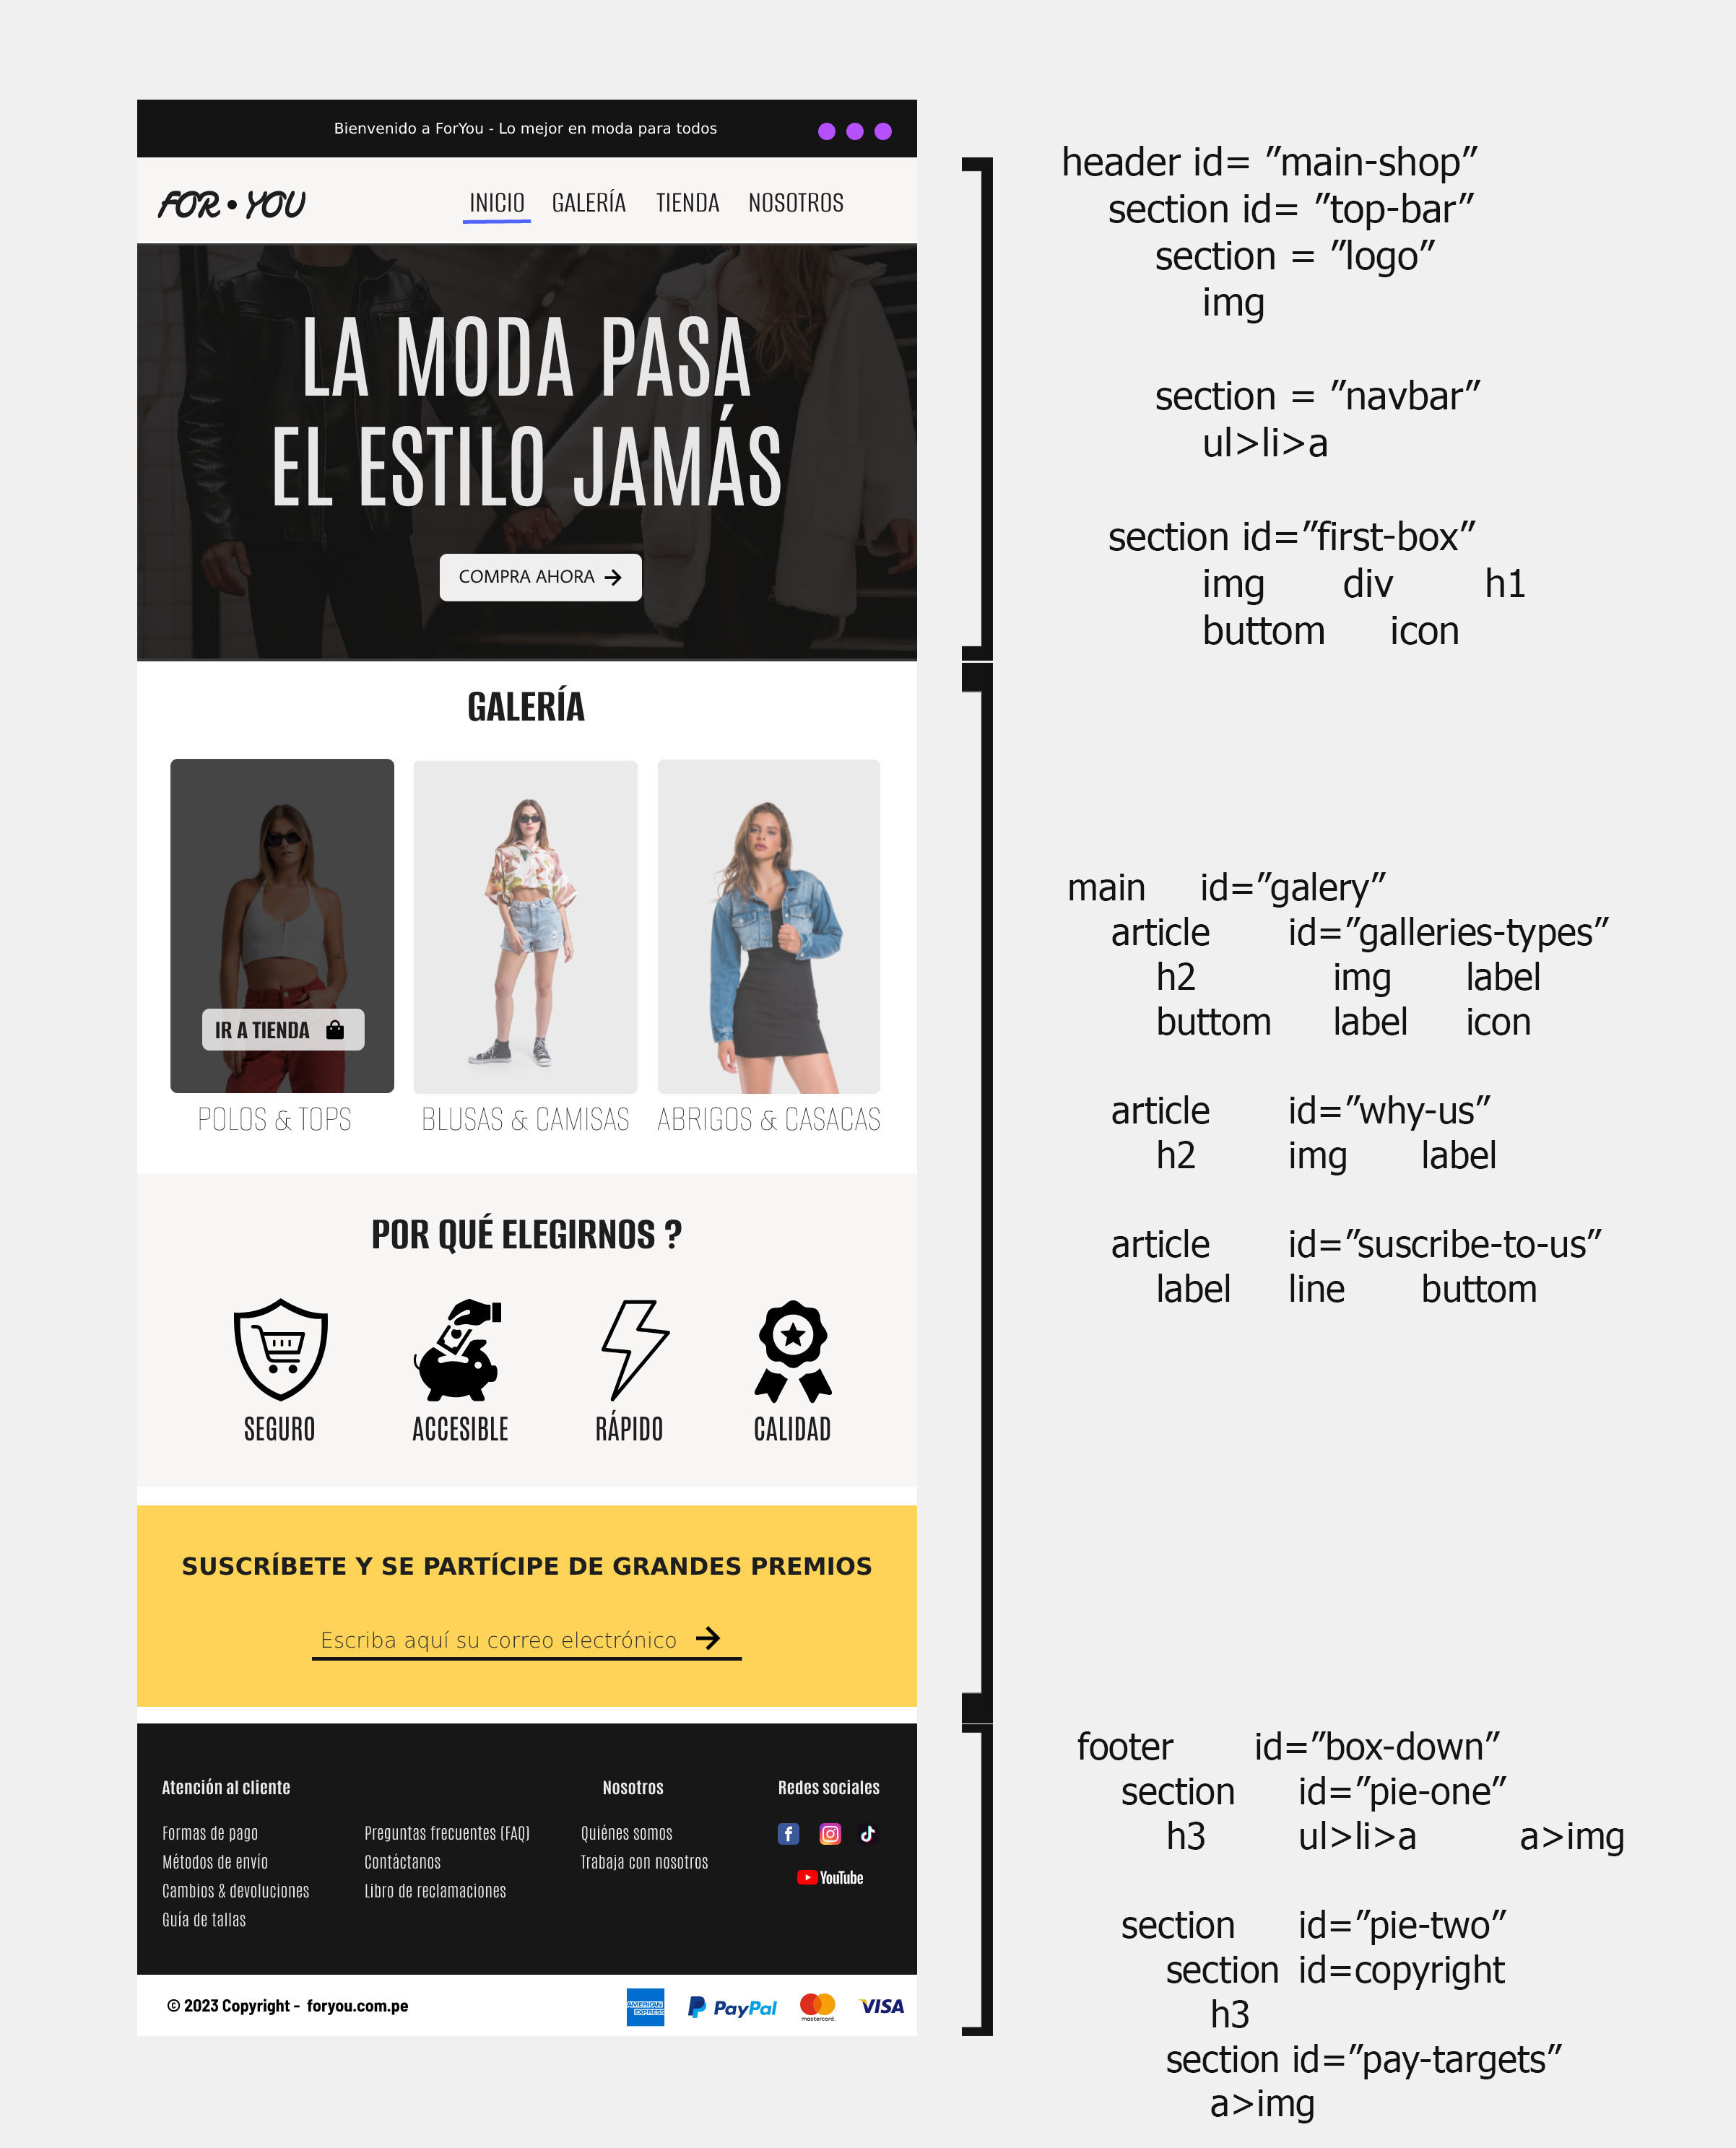 Bienvenido a ForYou - Lo mejor en moda para todos
FOR • YOU
INICIO GALERÍA TIENDA NOSOTROS
LA MODA PASA
EL ESTILO JAMÁS
COMPRA AHORA →
GALERÍA
IR A TIENDA
POLOS & TOPS BLUSAS & CAMISAS ABRIGOS & CASACAS
POR QUÉ ELEGIRNOS ?
SEGURO ACCESIBLE RÁPIDO CALIDAD
SUSCRÍBETE Y SE PARTÍCIPE DE GRANDES PREMIOS
Escriba aquí su correo electrónico →
Atención al cliente Nosotros Redes sociales
Formas de pago Preguntas frecuentes (FAQ) Quiénes somos
Métodos de envío Contáctanos Trabaja con nosotros
YouTube
Cambios & devoluciones Libro de reclamaciones
Guía de tallas
© 2023 Copyright - foryou.com.pe
AMERICAN EXPRESS PayPal mastercard. VISA
header id= ”main-shop”
section id= ”top-bar”
section = ”logo”
img
section = ”navbar”
ul>li>a
section id=”first-box”
img div h1
buttom icon
main id=”galery”
article id=”galleries-types”
h2 img label
buttom label icon
article id=”why-us”
h2 img label
article id=”suscribe-to-us”
label line buttom
footer id=”box-down”
section id=”pie-one”
h3 ul>li>a a>img
section id=”pie-two”
section id=copyright
h3
section id=”pay-targets”
a>img